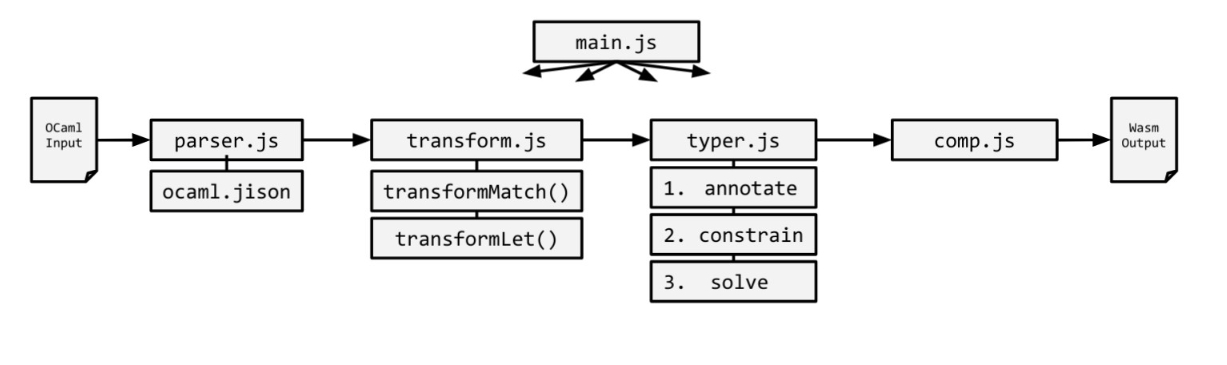 main.js
OCaml
Input
parser.js
transform.js
typer.js
comp.js
Wasm
Output
ocaml.jison
transformMatch()
transformLet()
1. annotate
2. constrain
3. solve